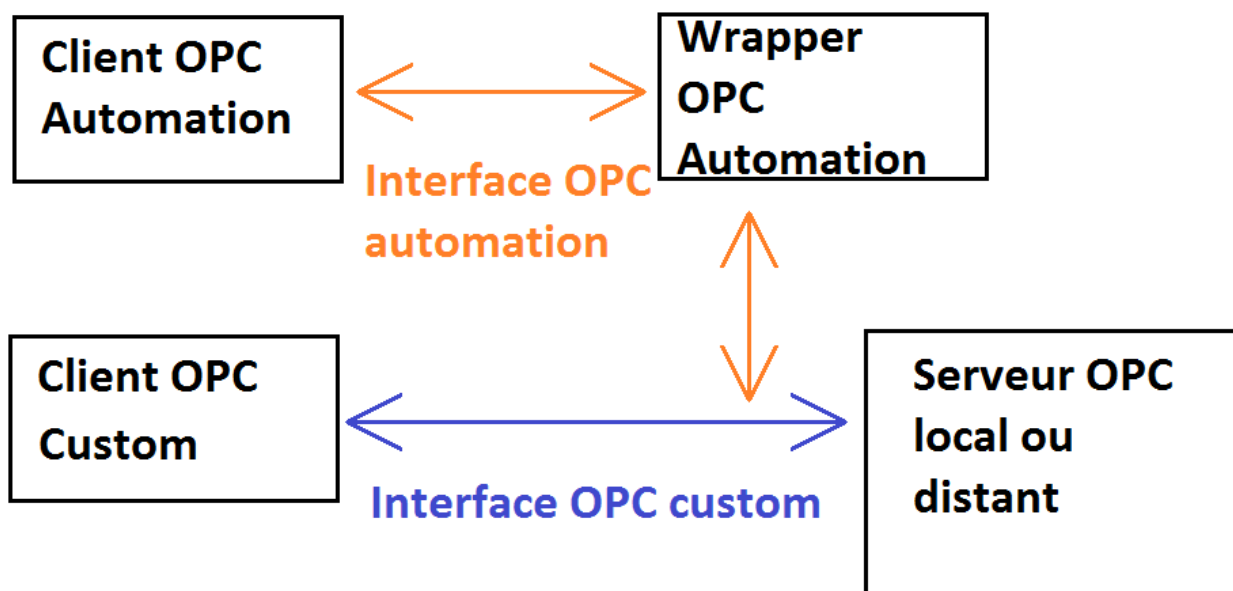 Client OPC
Automation
Wrapper
OPC
Automation
Interface OPC
automation
Client OPC
Custom
Serveur OPC
local ou
distant
Interface OPC custom